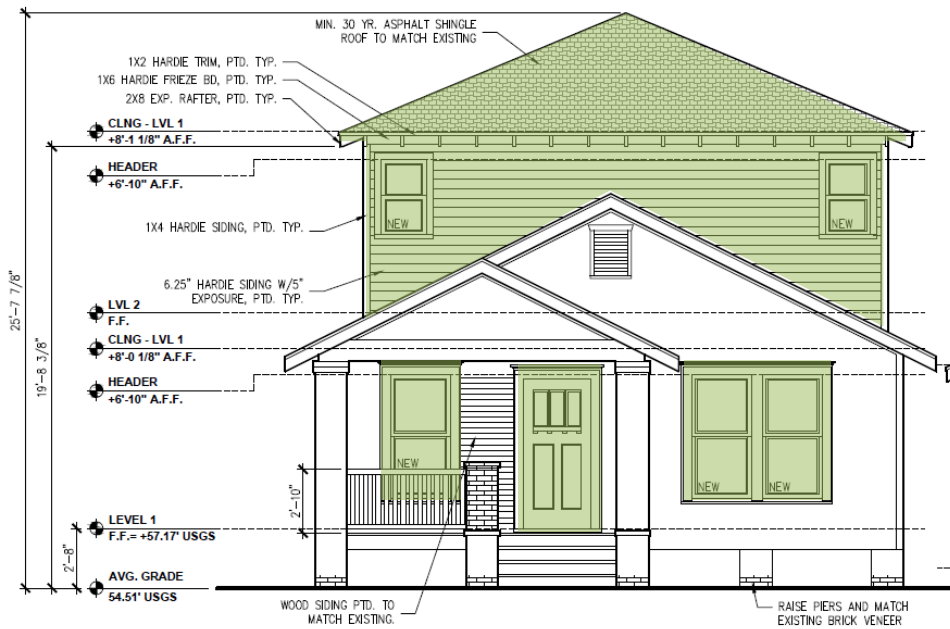 MIN. 30 YR. ASPHALT SHINGLE
ROOF TO MATCH EXISTING
1X2 HARDIE TRIM, PTD. TYP.
1X6 HARDIE FRIEZE BD, PTD. TYP.
2X8 EXP. RAFTER, PTD. TYP.
CLNG - LVL 1
+8'-1 1/8" A.F.F.
HEADER
+6'-10" A.F.F.
NEW
NEW
1X4 HARDIE SIDING, PTD. TYP.
6.25" HARDIE SIDING W/5"
EXPOSURE, PTD. TYP.
25'-7 7/8"
LVL 2
F.F.
CLNG - LVL 1
+8'-0 1/8" A.F.F.
19'-8 3/8"
HEADER
+6'-10" A.F.F.
NEW
NEW
NEW
2'-10"
LEVEL 1
F.F.= +57.17' USGS
2'-8"
AVG. GRADE
54.51' USGS
WOOD SIDING PTD. TO
MATCH EXISTING.
RAISE PIERS AND MATCH
EXISTING BRICK VENEER